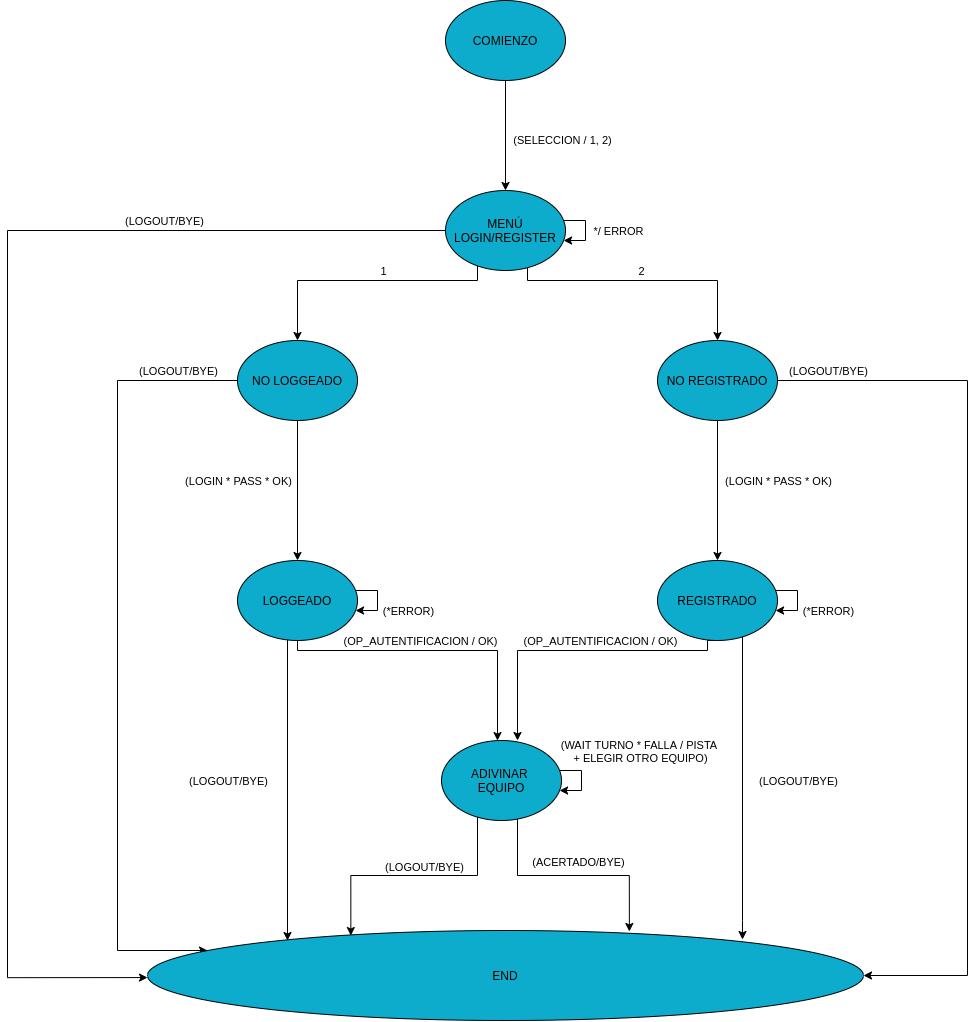 COMIENZO
(SELECCION / 1, 2)
(LOGOUT/BYE)
MENÚ
LOGIN/REGISTER
*/ ERROR
1
2
(LOGOUT/BYE)
NO LOGGEADO
NO REGISTRADO
(LOGOUT/BYE)
(LOGIN * PASS * OK)
(LOGIN * PASS * OK)
LOGGEADO
(*ERROR)
REGISTRADO
(*ERROR)
(OP_AUTENTIFICACION / OK)
(OP_AUTENTIFICACION / OK)
(WAIT TURNO * FALLA / PISTA
+ ELEGIR OTRO EQUIPO)
ADIVINAR
EQUIPO
(LOGOUT/BYE)
(LOGOUT/BYE)
(LOGOUT/BYE)
(ACERTADO/BYE)
END